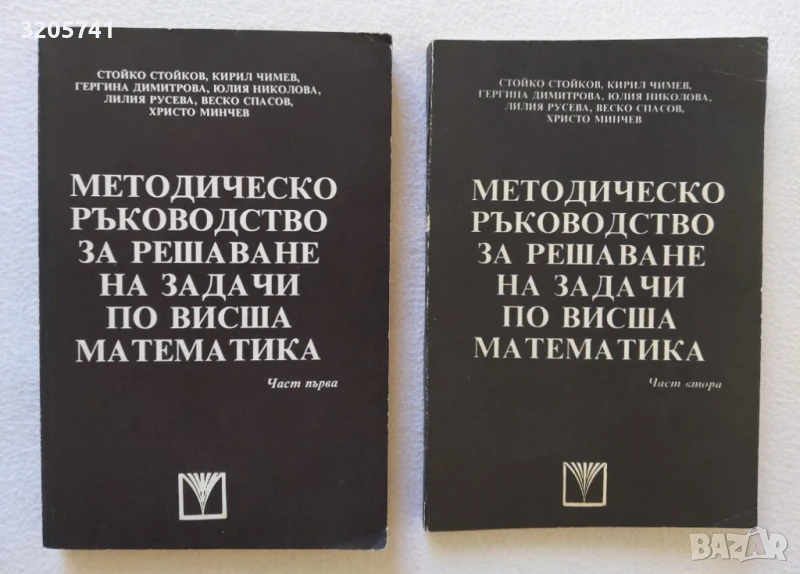 3205741
СТОЙКО СТОЙКОВ, КИРИЛ ЧИМЕВ,
ГЕРГИНА ДИМИТРОВА, ЮЛИЯ НИКОЛОВА,
ЛИЛИЯ РУСЕВА, ВЕСКО СПАСОВ,
ХРИСТО МИНЧЕВ
МЕТОДИЧЕСКО
РЪКОВОДСТВО
ЗА РЕШАВАНЕ
НА ЗАДАЧИ
ПО ВИСША
МАТЕМАТИКА
Част първа
СТОЙКО СТОЙКОВ, КИРИЛ ЧИМЕВ,
ГЕРГИНА ДИМИТРОВА, ЮЛИЯ НИКОЛОВА,
ЛИЛИЯ РУСЕВА, ВЕСКО СПАСОВ,
ХРИСТО МИНЧЕВ
МЕТОДИЧЕСКО
РЪКОВОДСТВО
ЗА РЕШАВАНЕ
НА ЗАДАЧИ
ПО ВИСША
МАТЕМАТИКА
Част втора
BAZAR